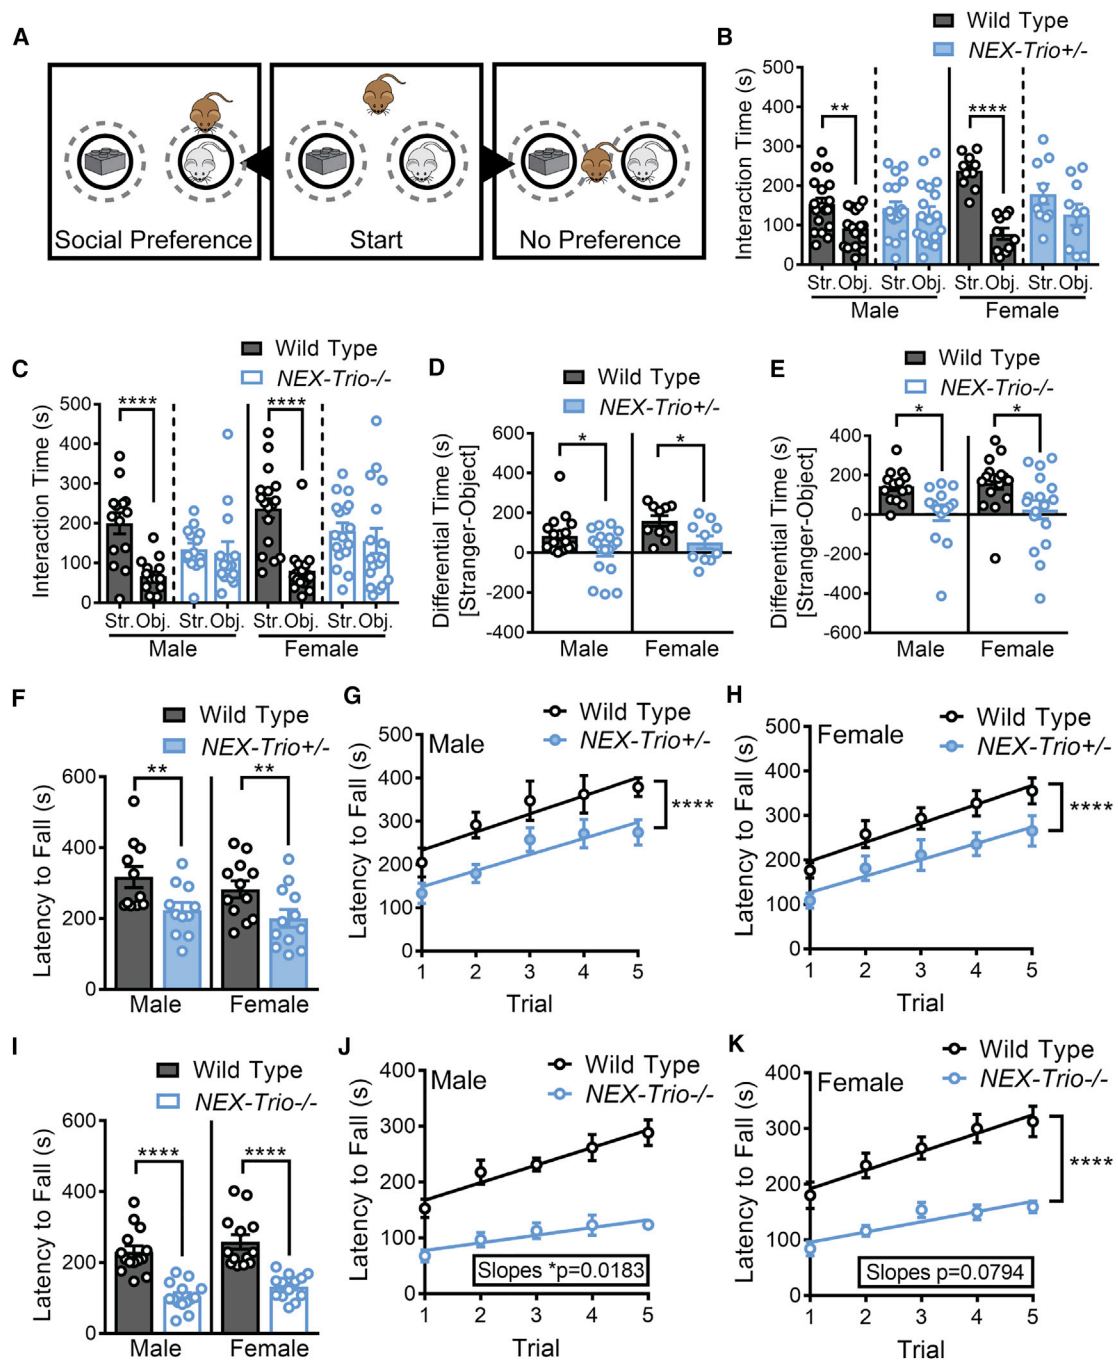 A
Social Preference
Start
No Preference
B
Wild Type
NEX-Trio+/-
Interaction Time (s)
500
400
300
200
100
0
**
****
Str. Obj. Str. Obj. Str. Obj. Str. Obj.
Male
Female
C
Wild Type
NEX-Trio-/-
Interaction Time (s)
500
400
300
200
100
0
****
****
Str. Obj. Str. Obj. Str. Obj. Str. Obj.
Male
Female
D
Wild Type
NEX-Trio+/-
Differential Time (s)
[Stranger-Object]
600
400
200
0
-200
-400
*
*
Male
Female
E
Wild Type
NEX-Trio-/-
Differential Time (s)
[Stranger-Object]
400
200
0
-200
-400
-600
*
*
Male
Female
F
Wild Type
NEX-Trio+/-
Latency to Fall (s)
600
400
200
0
**
**
Male
Female
G
Male
Wild Type
NEX-Trio+/-
Latency to Fall (s)
500
400
300
200
100
0
****
1 2 3 4 5
Trial
H
Female
Wild Type
NEX-Trio+/-
Latency to Fall (s)
500
400
300
200
100
0
****
1 2 3 4 5
Trial
I
Wild Type
NEX-Trio-/-
Latency to Fall (s)
600
400
200
0
****
****
Male
Female
J
Male
Wild Type
NEX-Trio-/-
Latency to Fall (s)
400
300
200
100
0
Slopes *p=0.0183
1 2 3 4 5
Trial
K
Female
Wild Type
NEX-Trio-/-
Latency to Fall (s)
400
300
200
100
0
****
Slopes p=0.0794
1 2 3 4 5
Trial